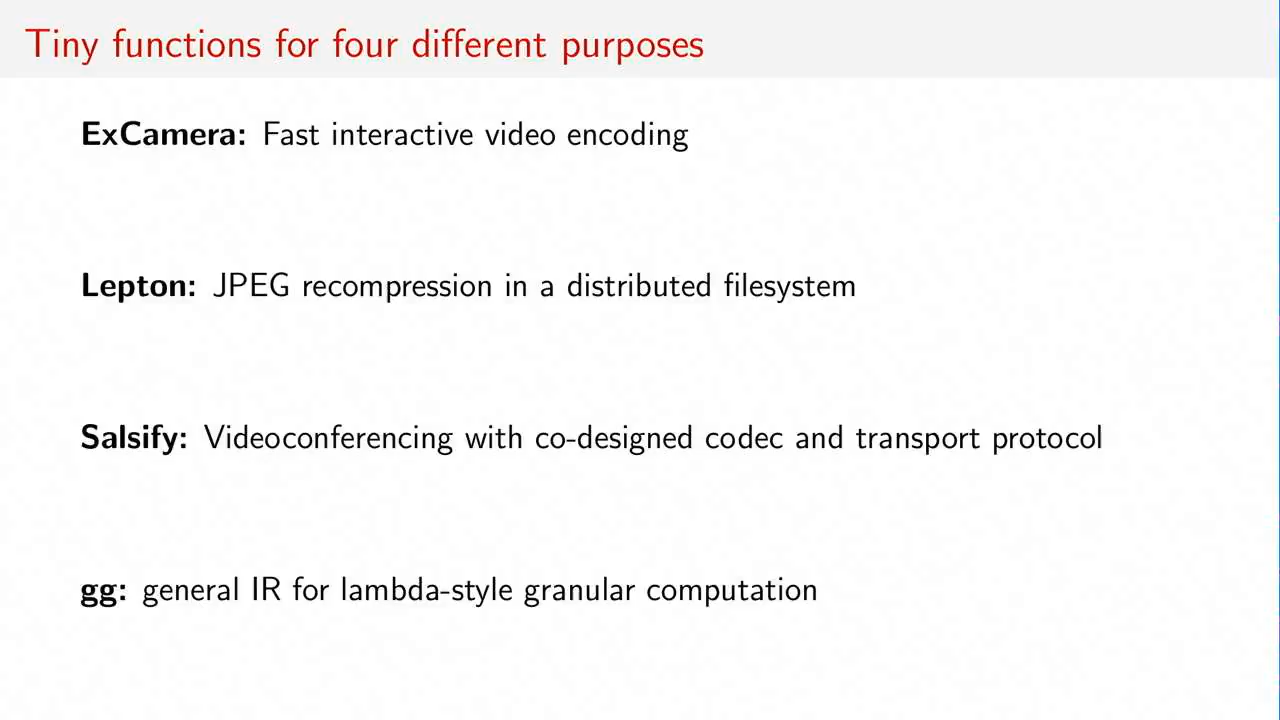 Tiny functions for four different purposes
ExCamera: Fast interactive video encoding
Lepton: JPEG recompression in a distributed filesystem
Salsify: Videoconferencing with co-designed codec and transport protocol
gg: general IR for lambda-style granular computation